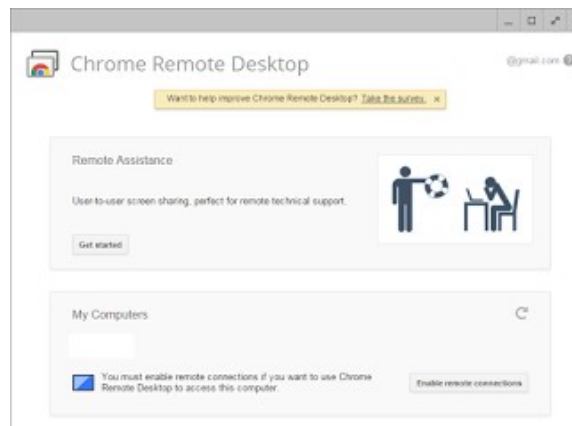 Chrome Remote Desktop
@gmail.com
Want to help improve Chrome Remote Desktop? Take the survey. ×
Remote Assistance
User-to-user screen sharing, perfect for remote technical support.
Get started
My Computers
You must enable remote connections if you want to use Chrome
Remote Desktop to access this computer.
Enable remote connections